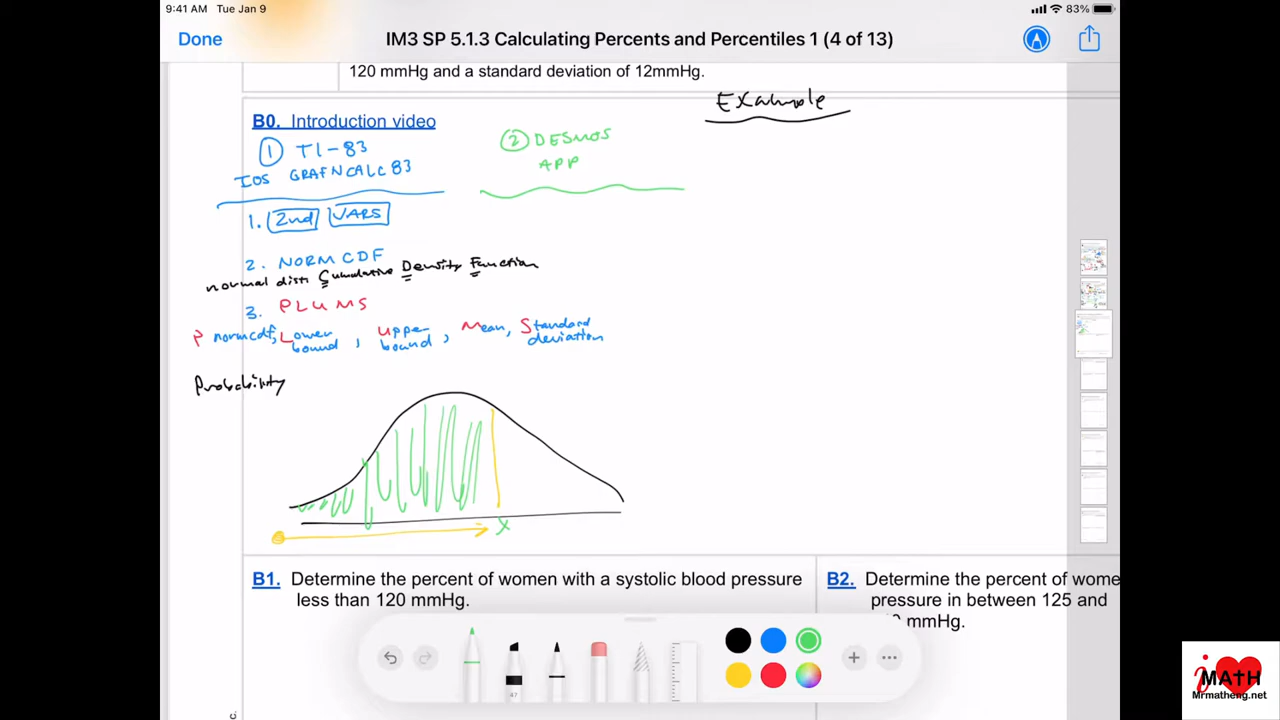 9:41 AM Tue Jan 9
83%
Done
IM3 SP 5.1.3 Calculating Percents and Percentiles 1 (4 of 13)
120 mmHg and a standard deviation of 12mmHg.
Example
B0. Introduction video
① TI-83
IOS GRAFNCALC83
② DESMOS
APP
1. 2nd VARS
2. NORMCDF
normal distr Cumulative Density Function
3. PLUMS
P normcdf, Lower bound, Upper bound, Mean, Standard deviation
Probability
X
B1. Determine the percent of women with a systolic blood pressure
less than 120 mmHg.
B2. Determine the percent of wome
pressure in between 125 and
mmHg.
47
i MATH
Mrmatheng.net